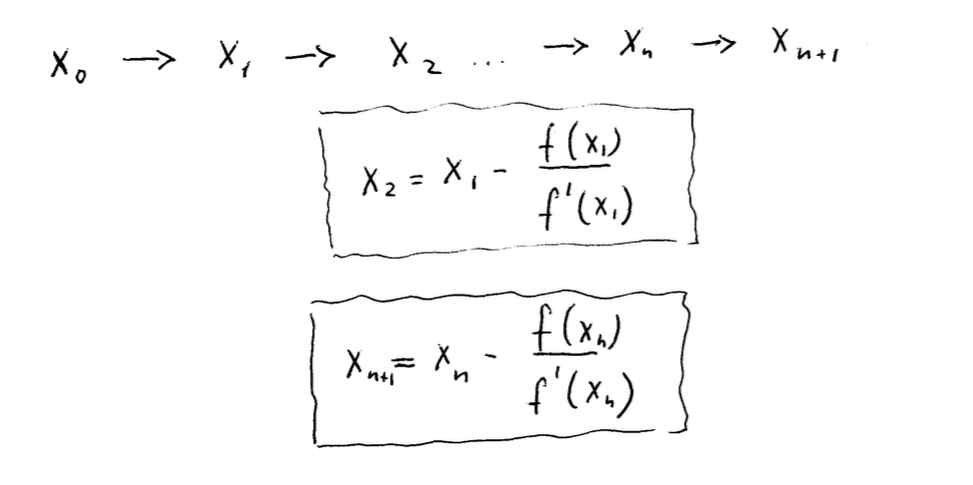 X₀ → X₁ → X₂ ... → Xₙ → Xₙ₊₁
X₂ = X₁ - f(X₁) / f'(X₁)
Xₙ₊₁ = Xₙ - f(Xₙ) / f'(Xₙ)